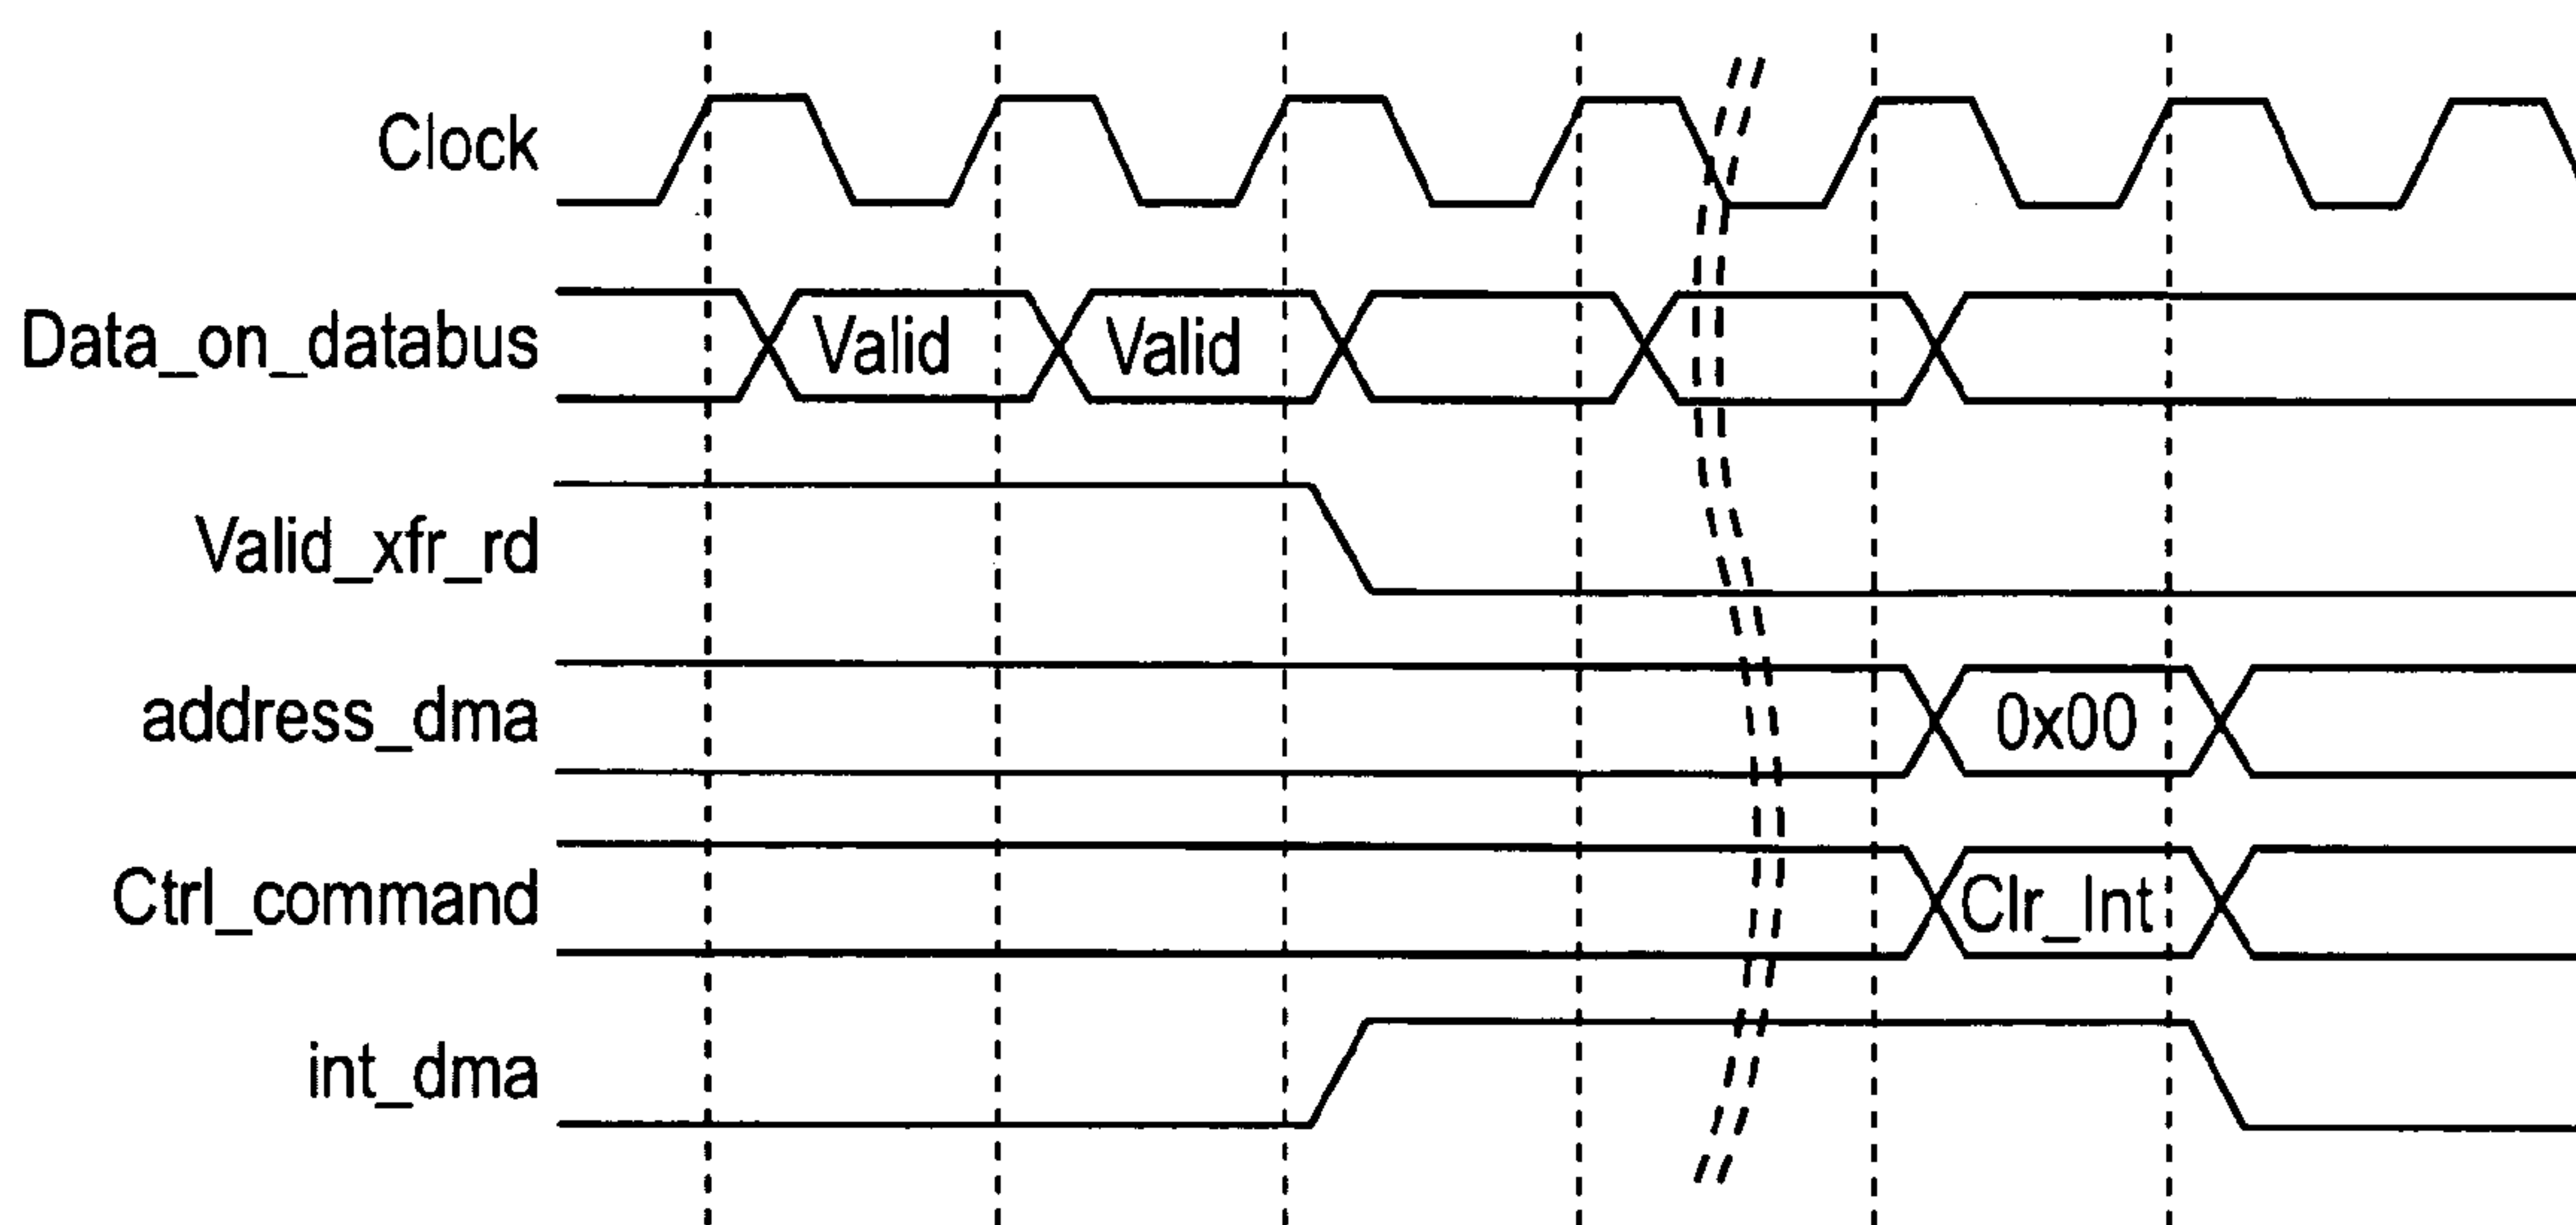 Clock
Data_on_databus Valid Valid
Valid_xfr_rd
address_dma 0x00
Ctrl_command Clr_Int
int_dma